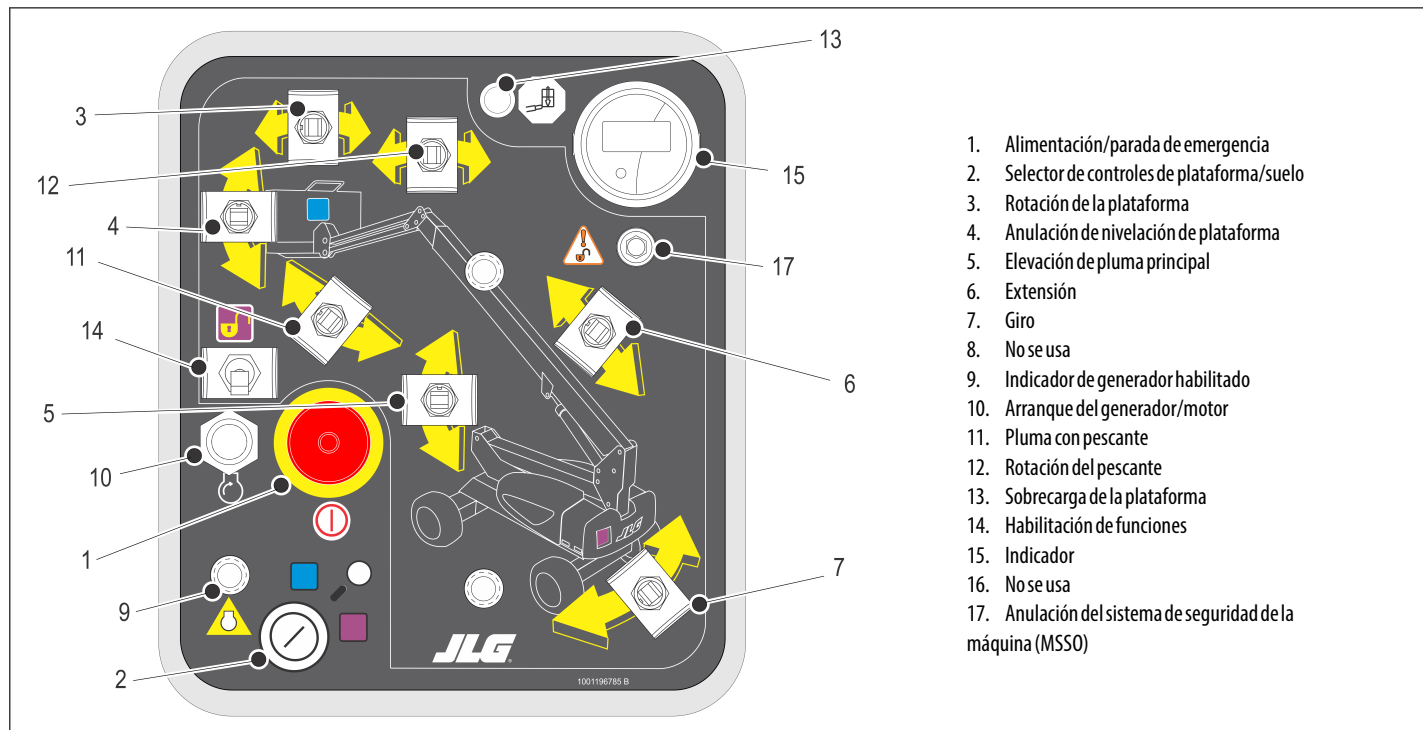 13
3
12
4
11
14
5
10
1
9
2
15
17
6
7
JLG
JLG
1001196785 B
1. Alimentación/parada de emergencia
2. Selector de controles de plataforma/suelo
3. Rotación de la plataforma
4. Anulación de nivelación de plataforma
5. Elevación de pluma principal
6. Extensión
7. Giro
8. No se usa
9. Indicador de generador habilitado
10. Arranque del generador/motor
11. Pluma con pescante
12. Rotación del pescante
13. Sobrecarga de la plataforma
14. Habilitación de funciones
15. Indicador
16. No se usa
17. Anulación del sistema de seguridad de la
máquina (MSSO)